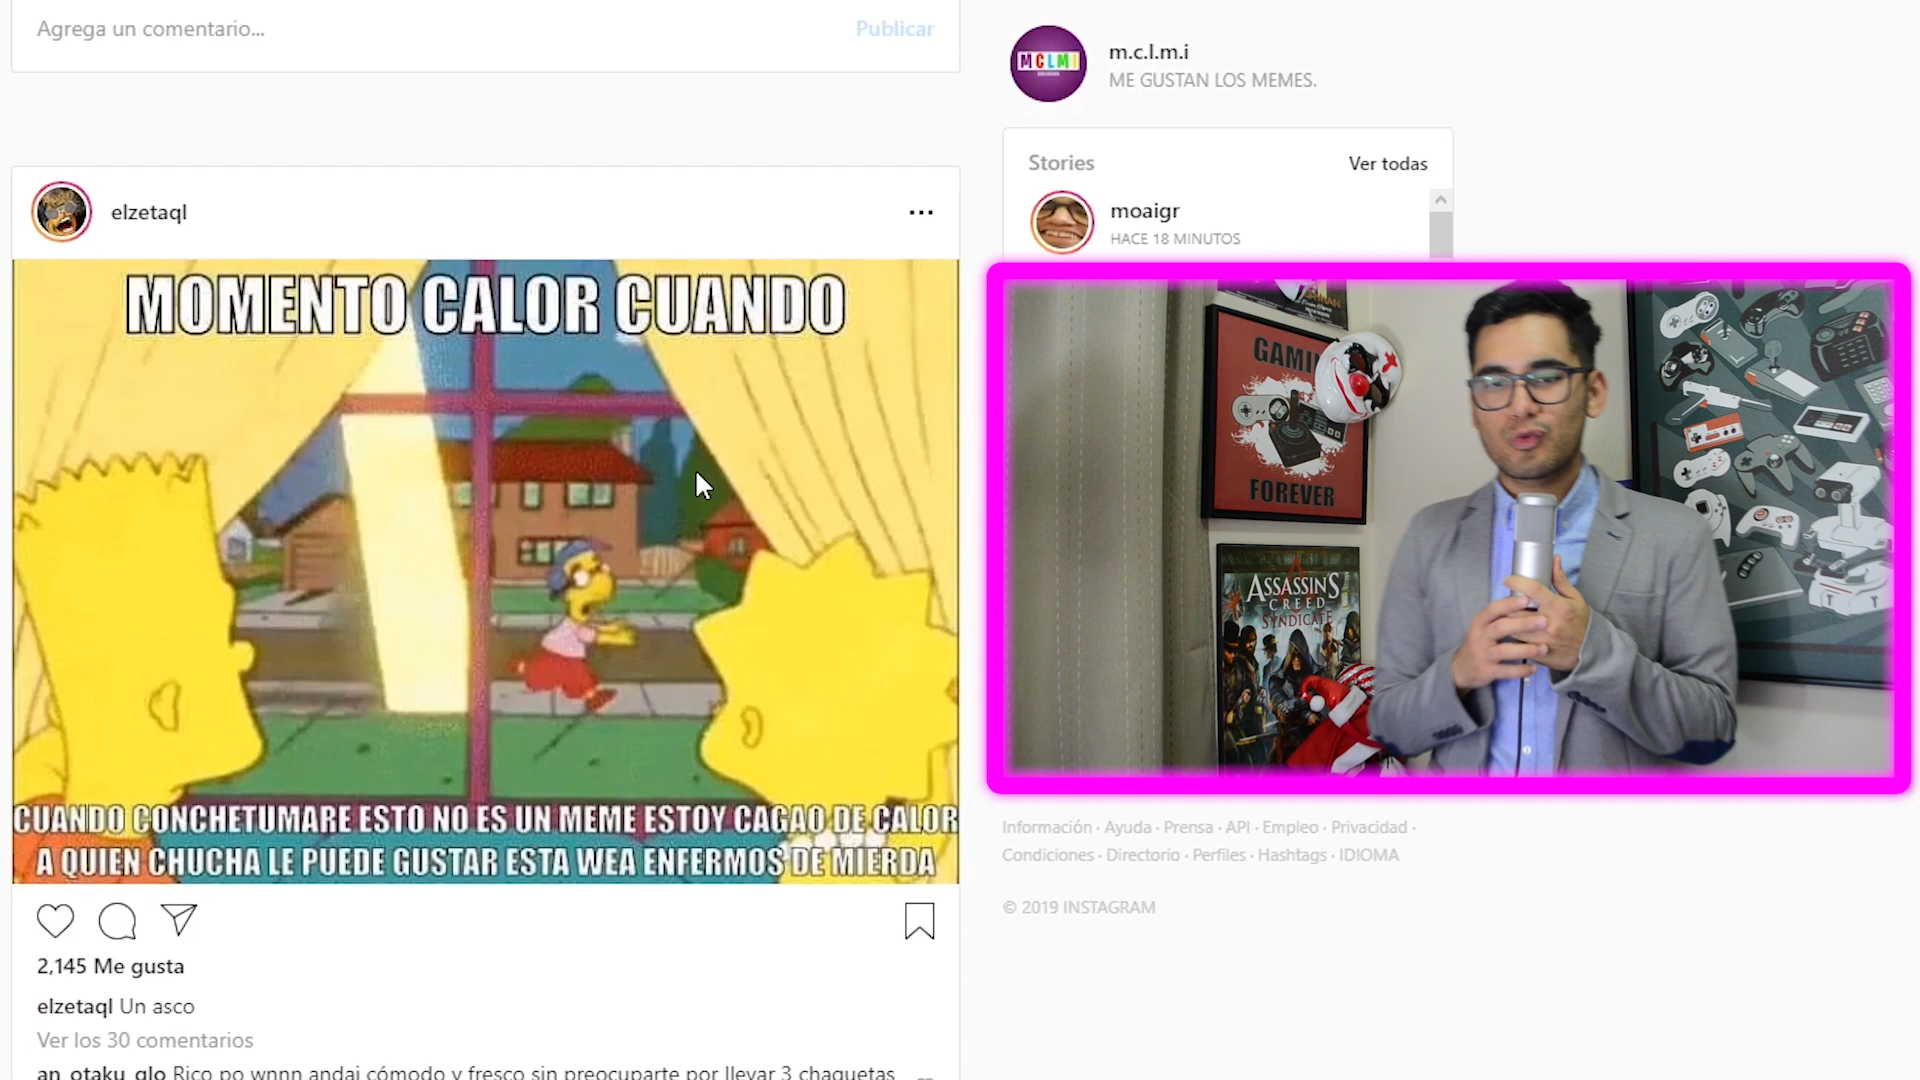 Agrega un comentario...
Publicar
elzetaql
MOMENTO CALOR CUANDO
CUANDO CONCHETUMARE ESTO NO ES UN MEME ESTOY CAGAO DE CALOR
A QUIEN CHUCHA LE PUEDE GUSTAR ESTA WEA ENFERMOS DE MIERDA
2,145 Me gusta
elzetaql Un asco
Ver los 30 comentarios
an_otaku_glo Rico po wnnn andai cómodo y fresco sin preocuparte por llevar 3 chaquetas
MCLMI
m.c.l.m.i
ME GUSTAN LOS MEMES.
Stories
Ver todas
moaigr
HACE 18 MINUTOS
FOREVER
ASSASSIN'S
CREED
SYNDICATE
Información · Ayuda · Prensa · API · Empleo · Privacidad ·
Condiciones · Directorio · Perfiles · Hashtags · IDIOMA
© 2019 INSTAGRAM